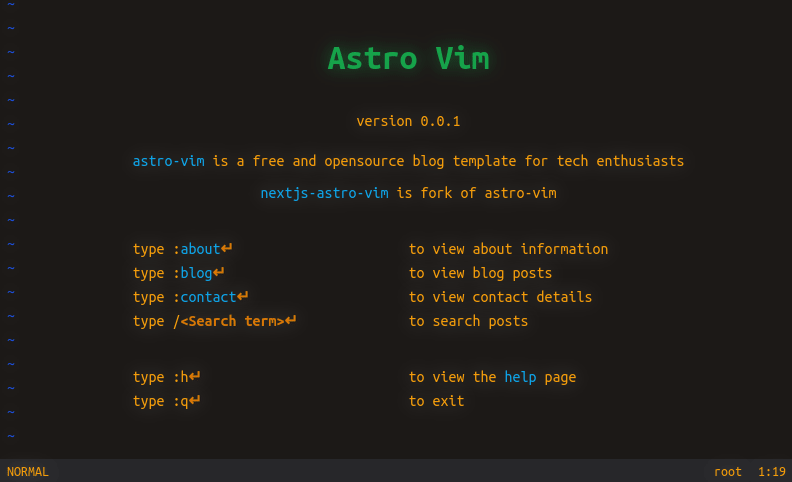 ~
~
~
Astro Vim
~
~
~ version 0.0.1
~
astro-vim is a free and opensource blog template for tech enthusiasts
~
nextjs-astro-vim is fork of astro-vim
~
~
~
type :about↵ to view about information
~
type :blog↵ to view blog posts
~
type :contact↵ to view contact details
~
type /<Search term>↵ to search posts
~
~
type :h↵ to view the help page
~
type :q↵ to exit
~
~
NORMAL root 1:19